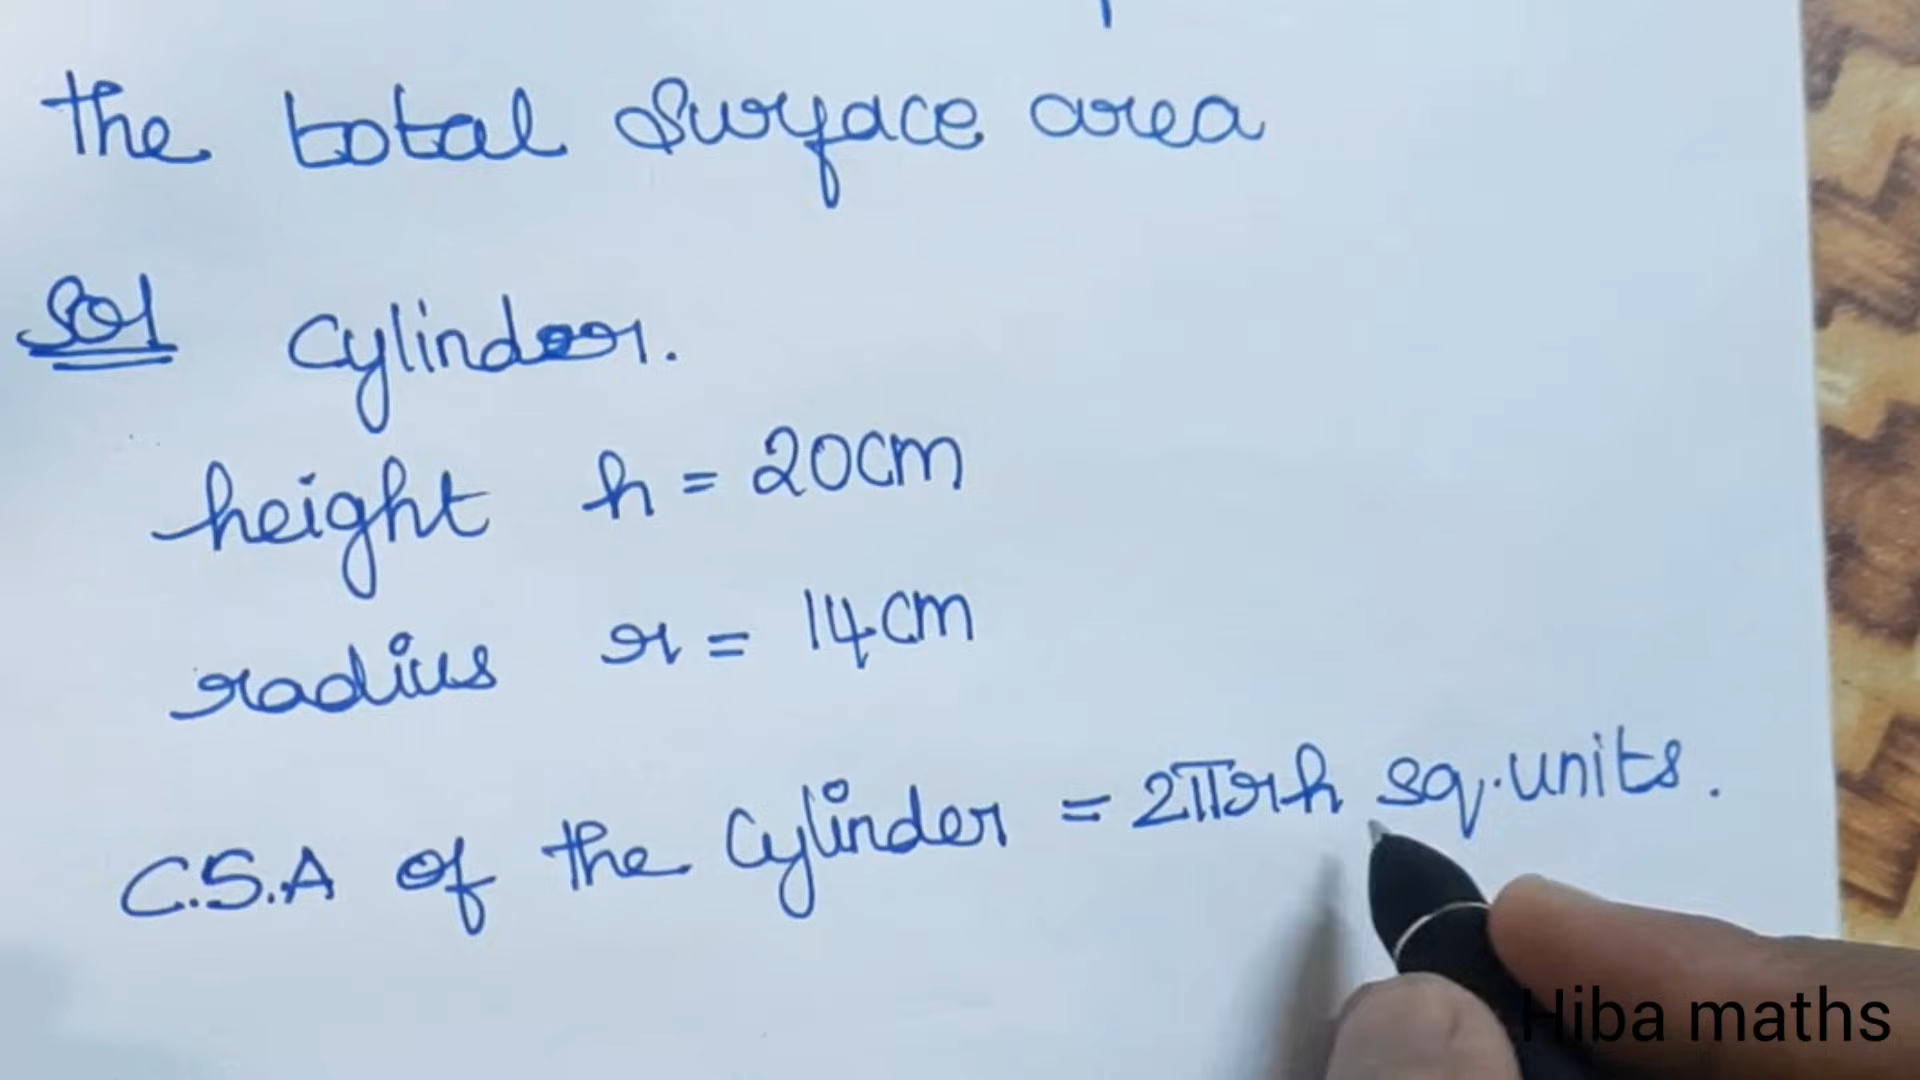 the total surface area
Sol cylinder.
height h = 20cm
radius r = 14cm
C.S.A of the cylinder = 2πrh sq.units.
Hiba maths